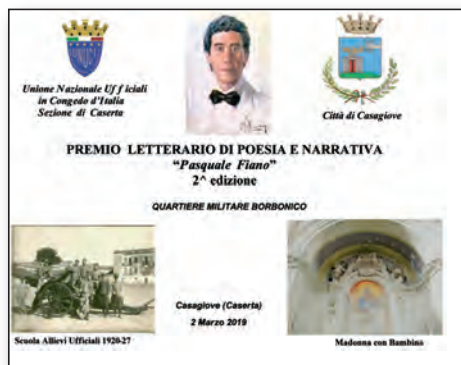 UNUCI
Unione Nazionale Ufficiali
in Congedo d'Italia
Sezione di Caserta
Città di Casagiove
PREMIO LETTERARIO DI POESIA E NARRATIVA
"Pasquale Fiano"
2^ edizione
QUARTIERE MILITARE BORBONICO
Casagiove (Caserta)
2 Marzo 2019
Scuola Allievi Ufficiali 1920-27
Madonna con Bambino